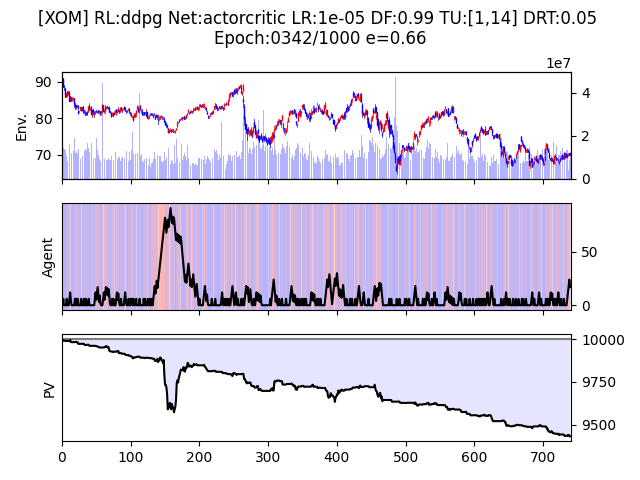 [XOM] RL:ddpg Net:actorcritic LR:1e-05 DF:0.99 TU:[1,14] DRT:0.05
Epoch:0342/1000 e=0.66
1e7
90
80
70
Env.
4
2
0
Agent
50
0
PV
10000
9750
9500
0 100 200 300 400 500 600 700